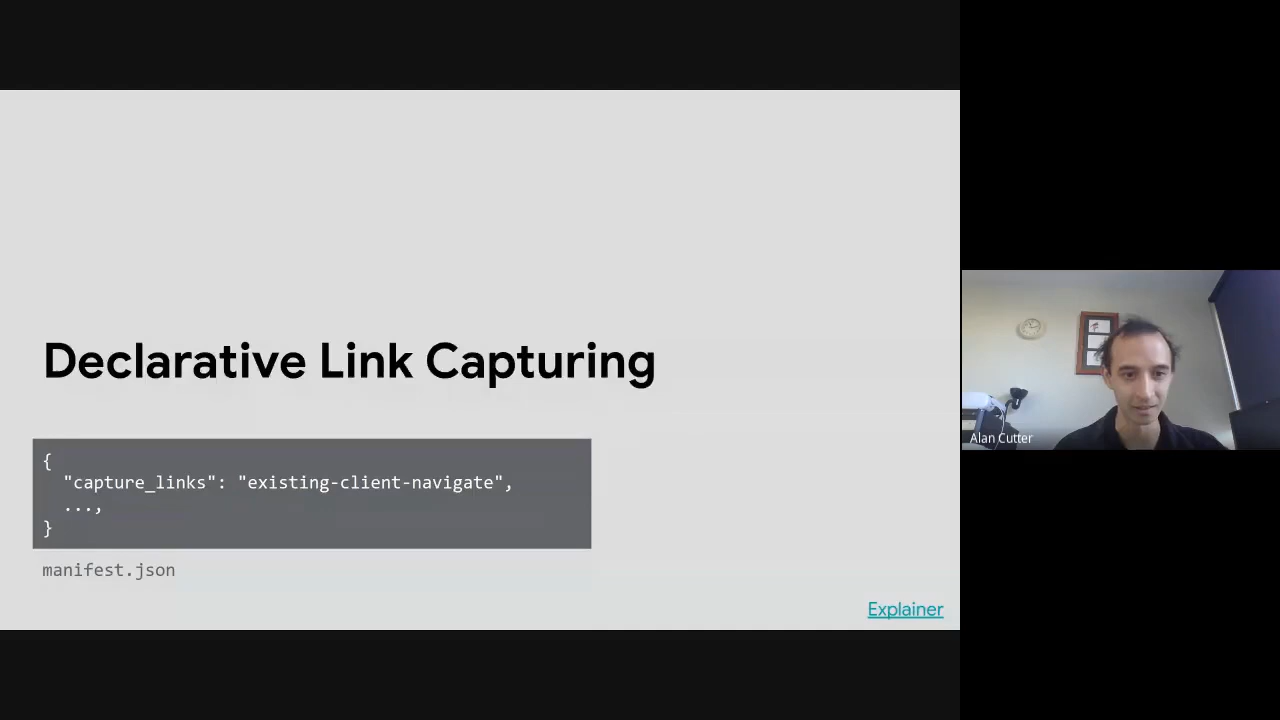 Declarative Link Capturing
{
"capture_links": "existing-client-navigate",
...,
}
manifest.json
Explainer
Alan Cutter